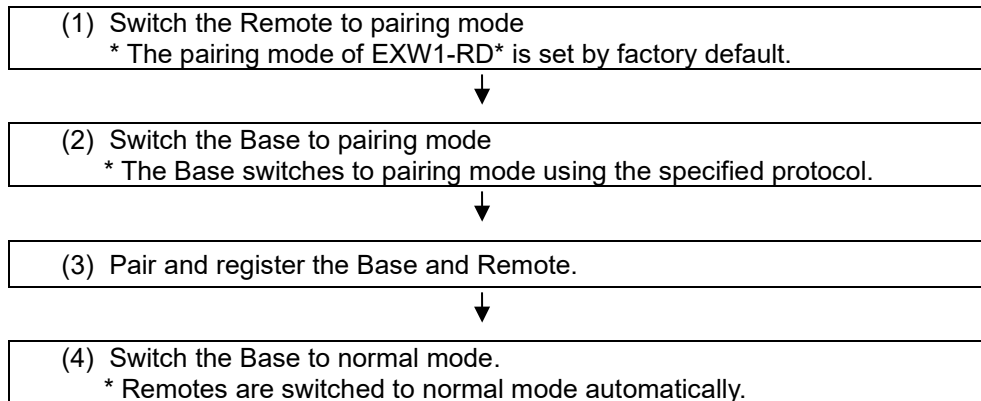 (1) Switch the Remote to pairing mode
* The pairing mode of EXW1-RD* is set by factory default.
(2) Switch the Base to pairing mode
* The Base switches to pairing mode using the specified protocol.
(3) Pair and register the Base and Remote.
(4) Switch the Base to normal mode.
* Remotes are switched to normal mode automatically.